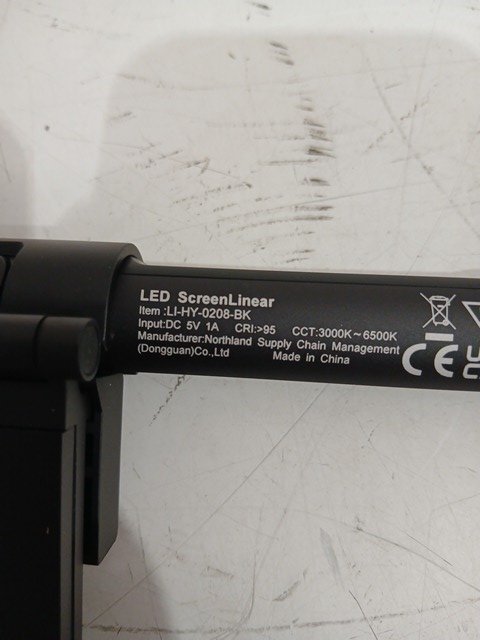 LED ScreenLinear
Item :LI-HY-0208-BK
Input:DC 5V 1A CRI:>95 CCT:3000K~6500K
Manufacturer:Northland Supply Chain Management
(Dongguan)Co.,Ltd Made in China
CE